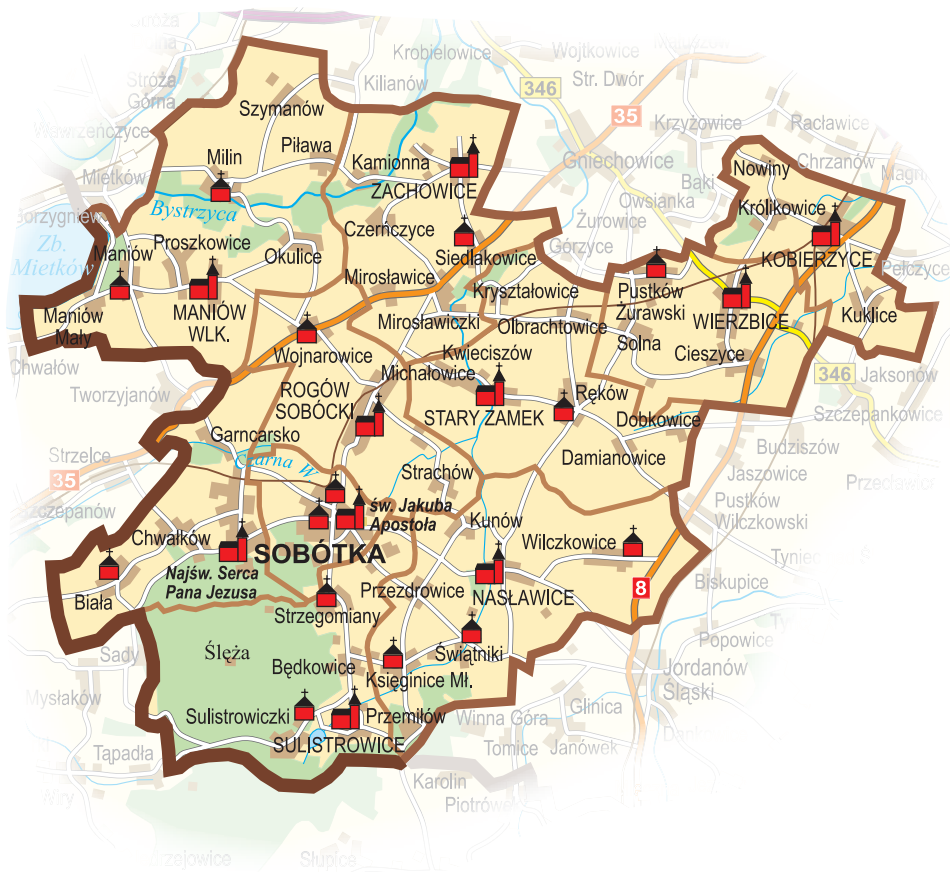 Stróża
Górna
Krobielowice
Wojtkowice
Kilianów
Str. Dwór
346
35
Krzyżowice
Racławice
Szymanów
Wawrzeńczyce
Piława
Milin
Kamionna
ZACHOWICE
Gniechowice
Bąki
Nowiny
Chrzanów
Mietków
Owsianka
Królikowice
Bystrzyca
Żurowice
Czerńczyce
Górzyce
Zb.
Mietków
Maniów
Proszkowice
Okulice
Siedlakowice
KOBIERZYCE
Pełczyce
Mirosławice
Pustków
Żurawski
Kryształowice
MANIÓW
WLK.
Maniów
Mały
Mirosławiczki
Olbrachtowice
WIERZBICE
Kuklice
Solna
Cieszyce
Wojnarowice
Kwieciszów
Michałowice
Chwałków
346
Jaksonów
Tworzyjanów
ROGÓW
SOBÓCKI
STARY ZAMEK
Ręków
Dobkowice
Szczepankowice
Garncarsko
Budziszów
Strzelce
Czarna W.
Strachów
Damianowice
Jaszowice
35
św. Jakuba
Apostoła
Pustków
Wilczkowski
Kunów
Wilczkowice
Chwałków
SOBÓTKA
Najśw. Serca
Pana Jezusa
Biała
Przezdrowice
NASŁAWICE
8
Biskupice
Strzegomiany
Popowice
Sady
Ślęża
Świątniki
Będkowice
Księginice Mł.
Jordanów
Śląski
Mysłaków
Sulistrowiczki
Przemiłów
Winna Góra
Glinica
SULISTROWICE
Tąpadła
Tomice
Janówek
Karolin
Słupice